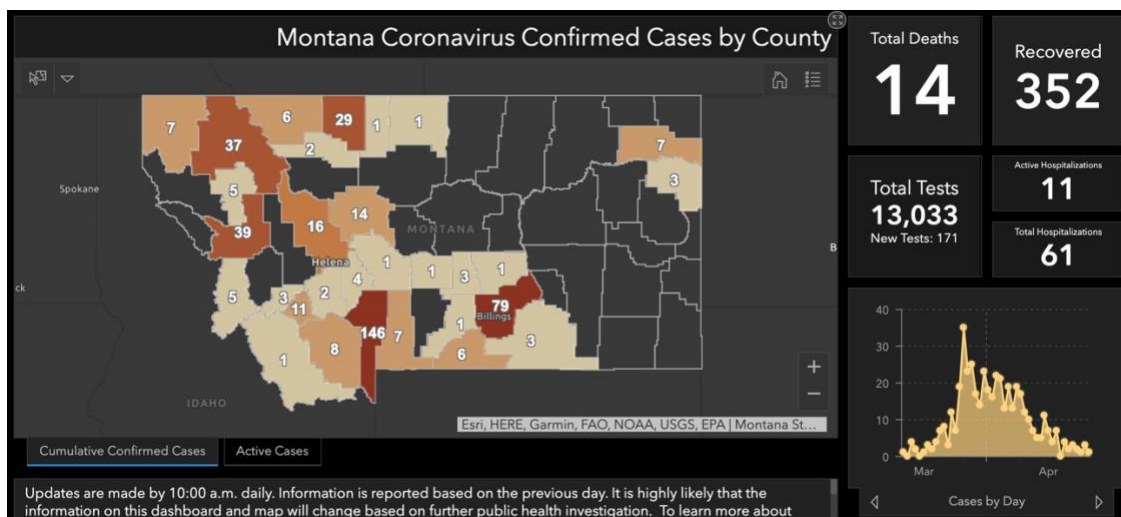 Montana Coronavirus Confirmed Cases by County
Total Deaths
14
Recovered
352
Total Tests
13,033
New Tests: 171
Active Hospitalizations
11
Total Hospitalizations
61
7
6
29
1
1
7
37
2
3
5
Spokane
16
14
39
MONTANA
Helena
1
1
3
1
4
2
5
3
11
79
Billings
146
7
1
8
3
6
1
IDAHO
ck
B
+
−
Esri, HERE, Garmin, FAO, NOAA, USGS, EPA | Montana St...
40
30
20
10
0
Mar
Apr
Cases by Day
Cumulative Confirmed Cases
Active Cases
Updates are made by 10:00 a.m. daily. Information is reported based on the previous day. It is highly likely that the
information on this dashboard and map will change based on further public health investigation. To learn more about